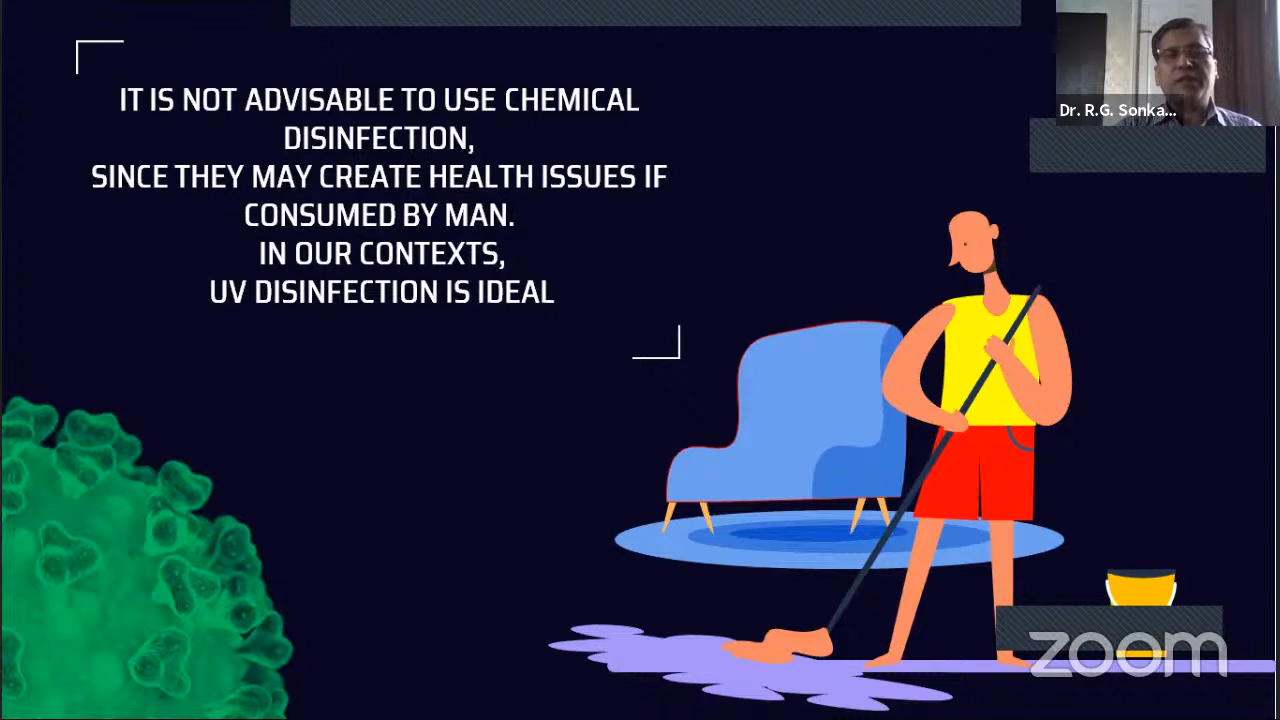 IT IS NOT ADVISABLE TO USE CHEMICAL
DISINFECTION,
SINCE THEY MAY CREATE HEALTH ISSUES IF
CONSUMED BY MAN.
IN OUR CONTEXTS,
UV DISINFECTION IS IDEAL
Dr. R.G. Sonka...
zoom